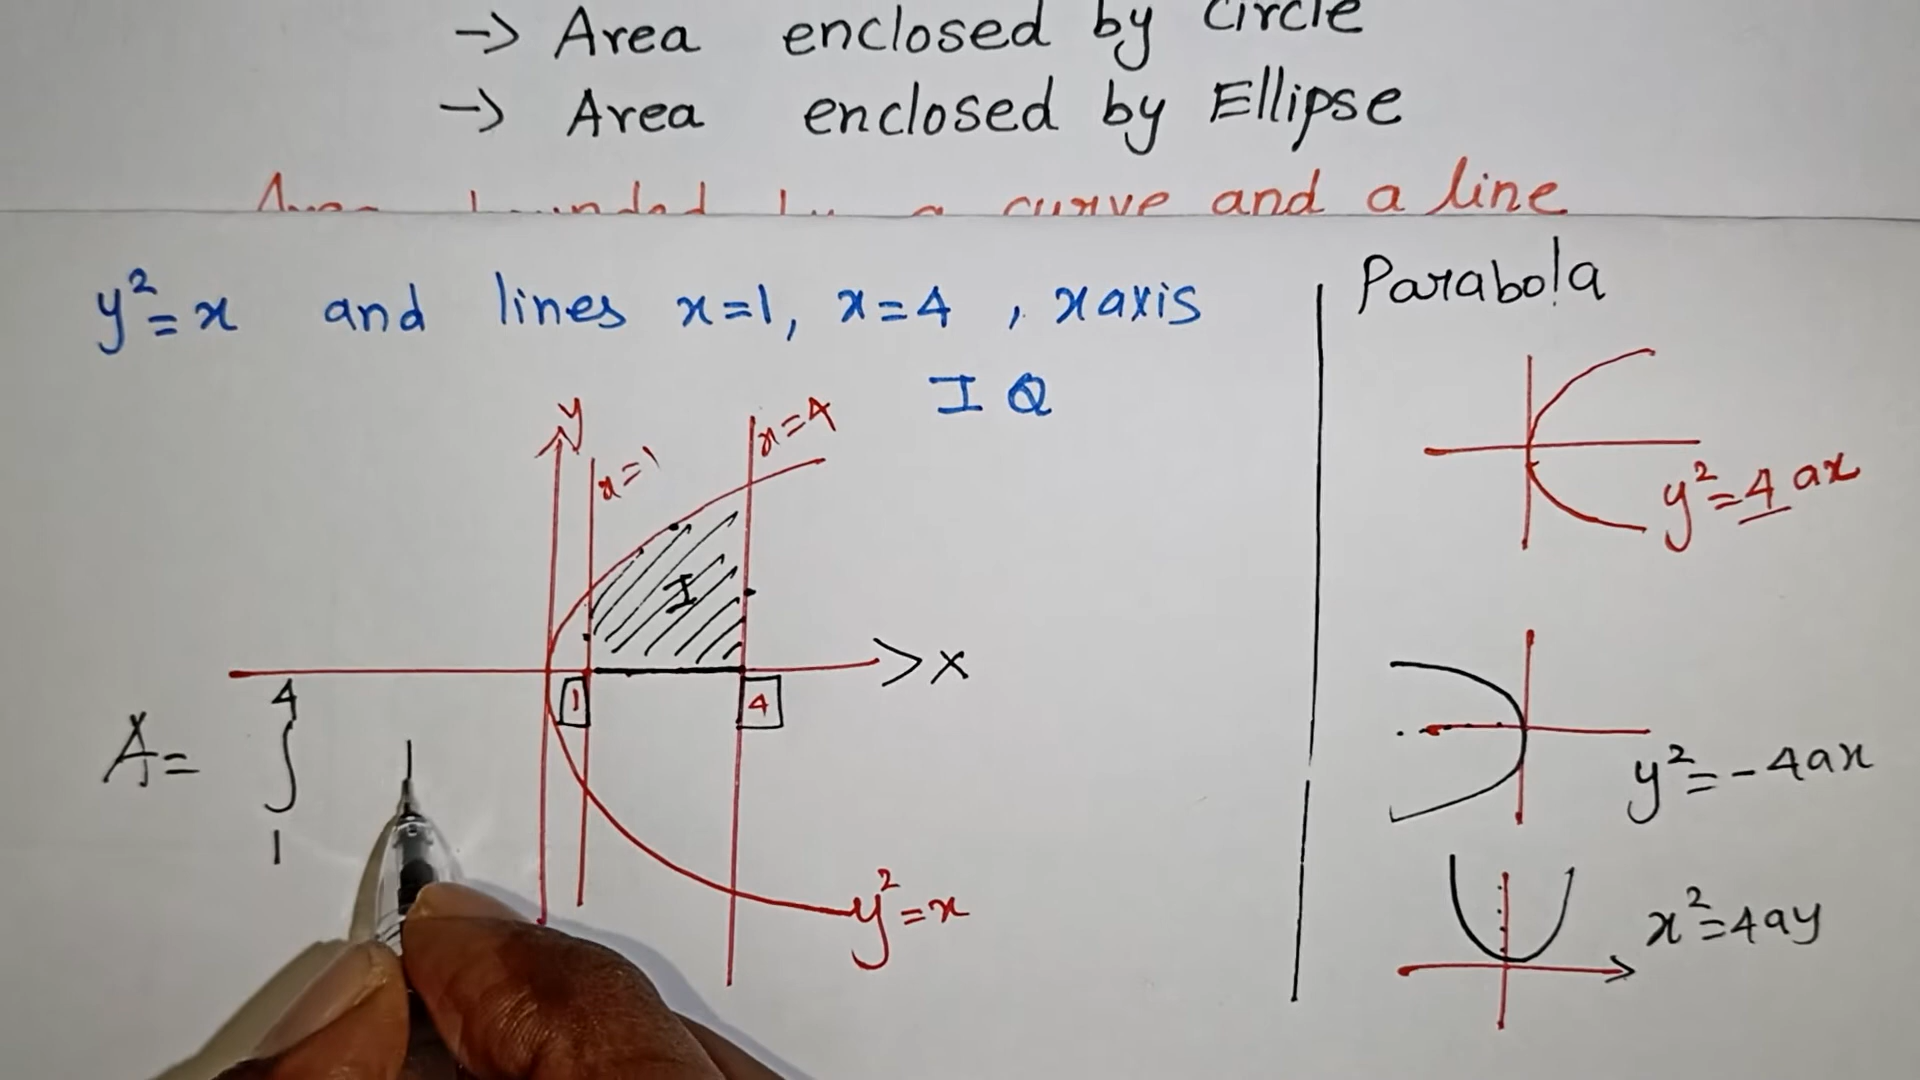 -> Area enclosed by Circle
-> Area enclosed by Ellipse
curve and a line
y²=x and lines x=1, x=4 , x axis
I Q
Parabola
y
x=1
x=4
I
X
1
4
y²=x
A= ∫
4
1
y²=4ax
y²=-4ax
x²=4ay